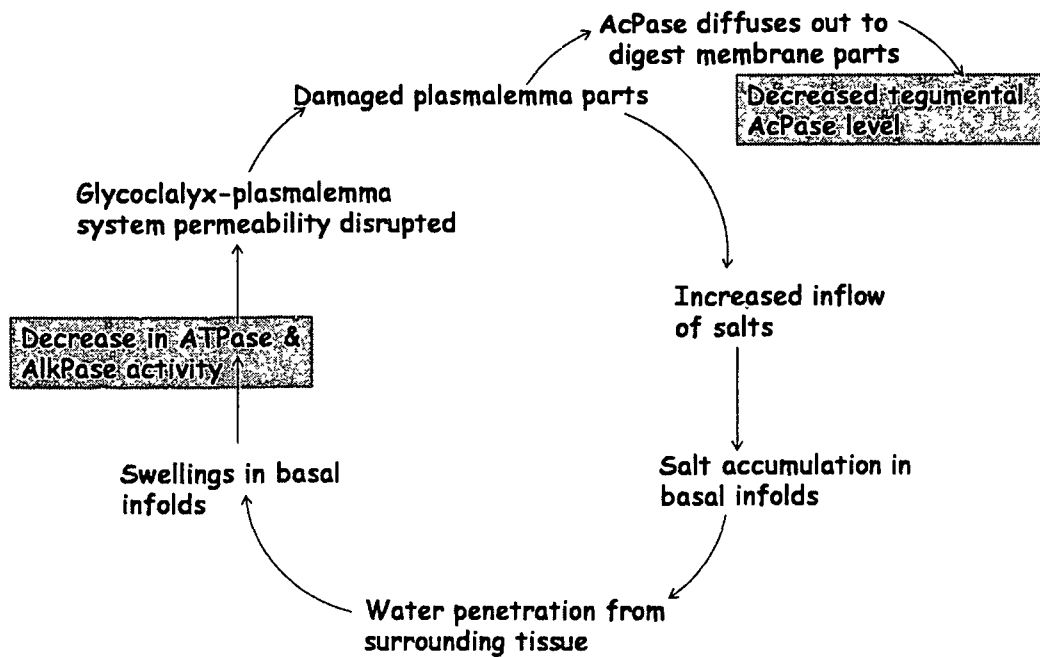 AcPase diffuses out to
digest membrane parts
Decreased tegumental
AcPase level
Damaged plasmalemma parts
Glycoclalyx-plasmalemma
system permeability disrupted
Increased inflow
of salts
Decrease in ATPase &
AlkPase activity
Salt accumulation in
basal infolds
Swellings in basal
infolds
Water penetration from
surrounding tissue